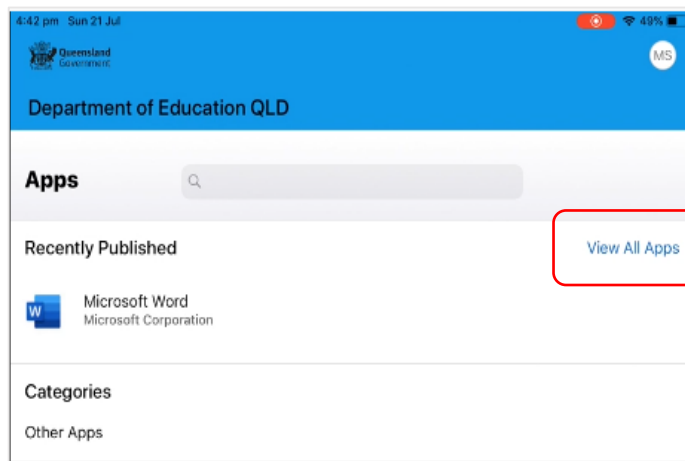 4:42 pm Sun 21 Jul
49%
Queensland
Government
MS
Department of Education QLD
Apps
Recently Published
View All Apps
W
Microsoft Word
Microsoft Corporation
Categories
Other Apps